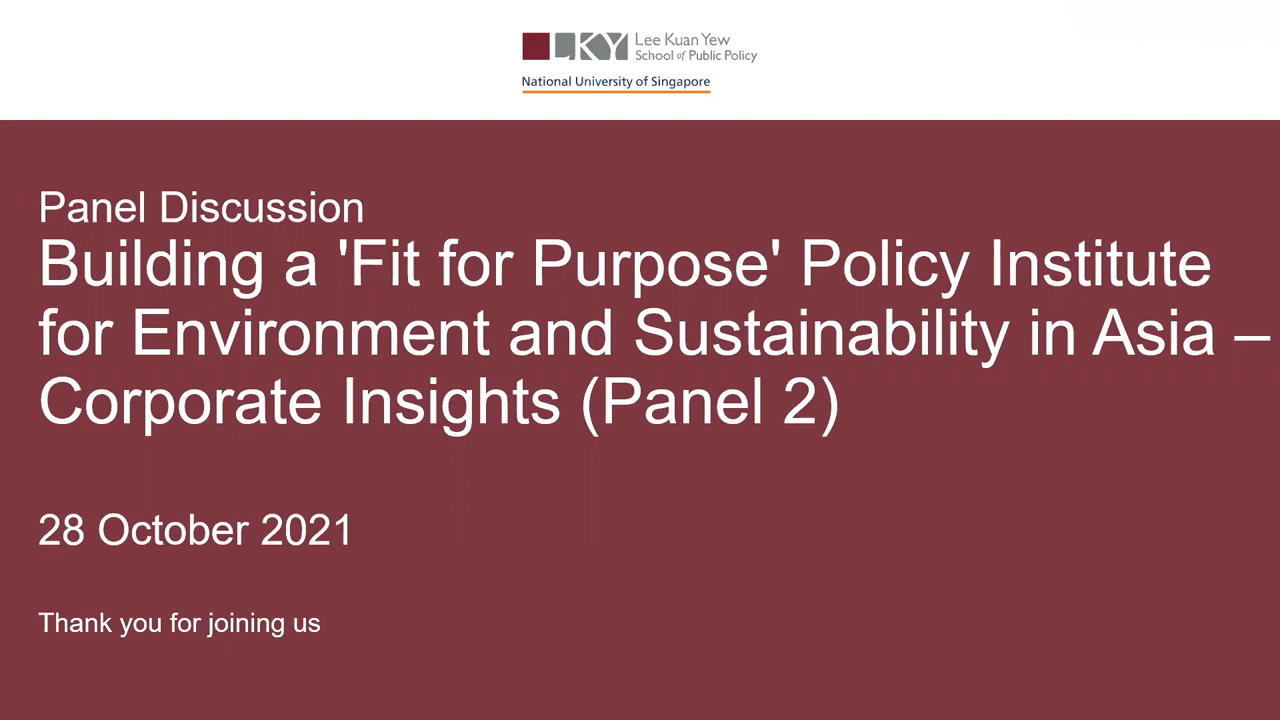 LKY Lee Kuan Yew
School of Public Policy
National University of Singapore
Panel Discussion
Building a 'Fit for Purpose' Policy Institute
for Environment and Sustainability in Asia –
Corporate Insights (Panel 2)
28 October 2021
Thank you for joining us